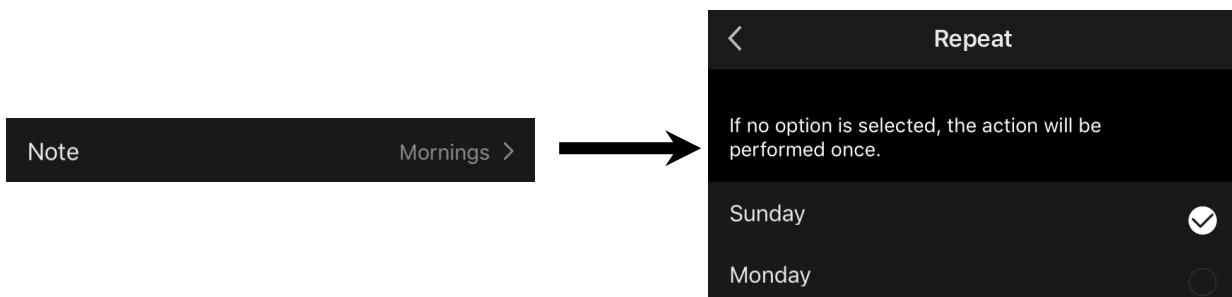 Note
Mornings
Repeat
If no option is selected, the action will be
performed once.
Sunday
Monday